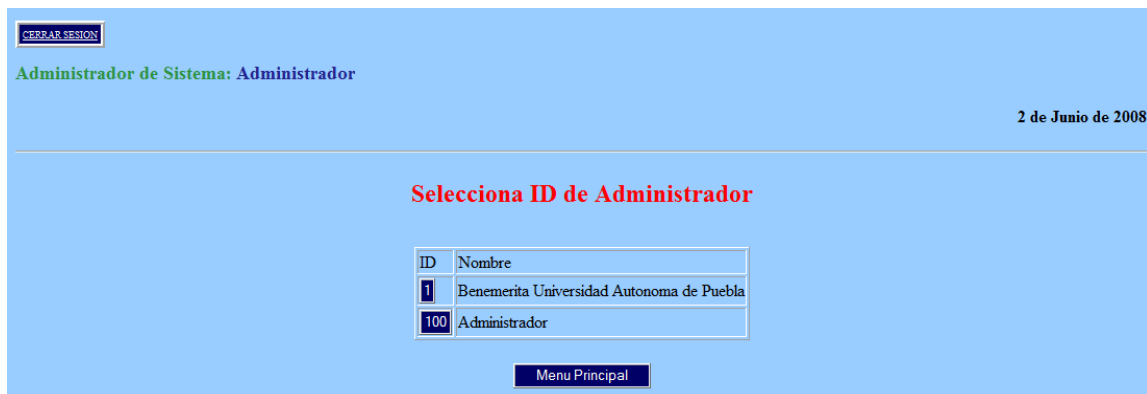 CERRAR SESION
Administrador de Sistema: Administrador
2 de Junio de 2008
Selecciona ID de Administrador
ID Nombre
1 Benemerita Universidad Autonoma de Puebla
100 Administrador
Menu Principal